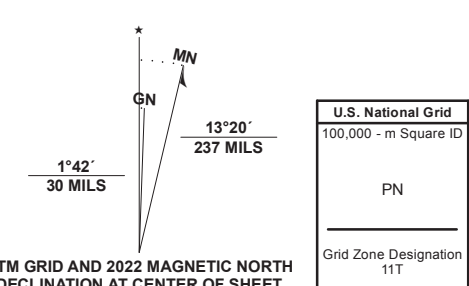 ★
MN
GN
13°20´
237 MILS
1°42´
30 MILS
TM GRID AND 2022 MAGNETIC NORTH
DECLINATION AT CENTER OF SHEET
U.S. National Grid
100,000 - m Square ID
PN
Grid Zone Designation
11T